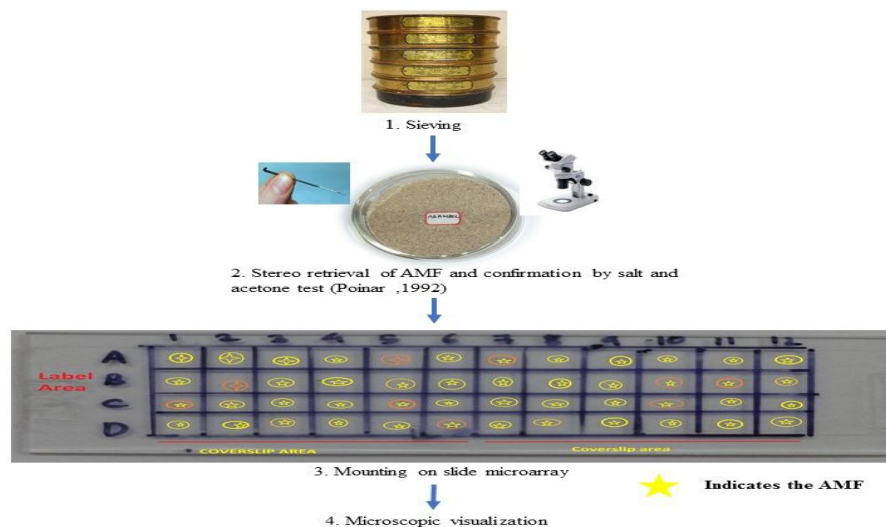 1. Sieving
2. Stereo retrieval of AMF and confirmation by salt and
acetone test (Poinar ,1992)
1 2 3 4 5 6 7 8 9 10 11 12
A
Label
Area
B
C
D
COVERSLIP AREA
Coverslip area
3. Mounting on slide microarray
Indicates the AMF
4. Microscopic visualization